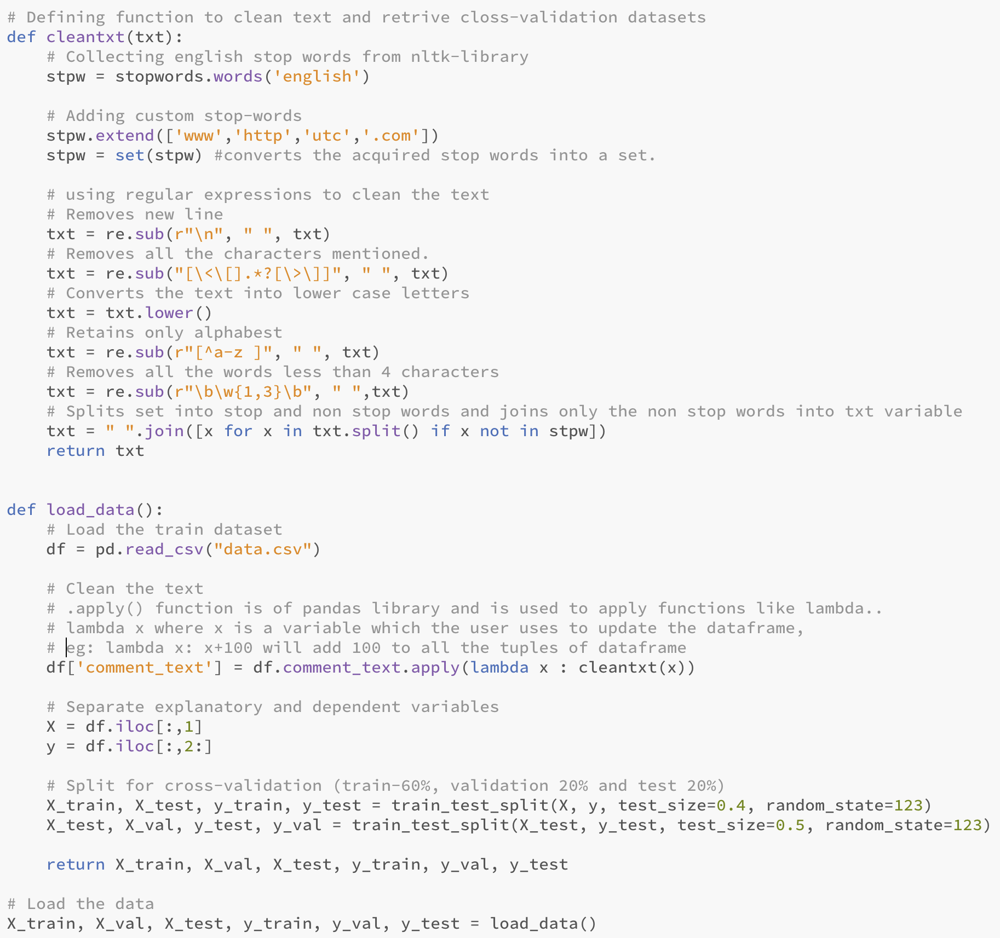 # Defining function to clean text and retrive closs-validation datasets
def cleantxt(txt):
    # Collecting english stop words from nltk-library
    stpw = stopwords.words('english')

    # Adding custom stop-words
    stpw.extend(['www','http','utc','.com'])
    stpw = set(stpw) #converts the acquired stop words into a set.

    # using regular expressions to clean the text
    # Removes new line
    txt = re.sub(r"\n", " ", txt)
    # Removes all the characters mentioned.
    txt = re.sub("[\<\[].*?[\>\]]", " ", txt)
    # Converts the text into lower case letters
    txt = txt.lower()
    # Retains only alphabest
    txt = re.sub(r"[^a-z ]", " ", txt)
    # Removes all the words less than 4 characters
    txt = re.sub(r"\b\w{1,3}\b", " ",txt)
    # Splits set into stop and non stop words and joins only the non stop words into txt variable
    txt = " ".join([x for x in txt.split() if x not in stpw])
    return txt


def load_data():
    # Load the train dataset
    df = pd.read_csv("data.csv")

    # Clean the text
    # .apply() function is of pandas library and is used to apply functions like lambda..
    # lambda x where x is a variable which the user uses to update the dataframe,
    # eg: lambda x: x+100 will add 100 to all the tuples of dataframe
    df['comment_text'] = df.comment_text.apply(lambda x : cleantxt(x))

    # Separate explanatory and dependent variables
    X = df.iloc[:,1]
    y = df.iloc[:,2:]

    # Split for cross-validation (train-60%, validation 20% and test 20%)
    X_train, X_test, y_train, y_test = train_test_split(X, y, test_size=0.4, random_state=123)
    X_test, X_val, y_test, y_val = train_test_split(X_test, y_test, test_size=0.5, random_state=123)

    return X_train, X_val, X_test, y_train, y_val, y_test

# Load the data
X_train, X_val, X_test, y_train, y_val, y_test = load_data()